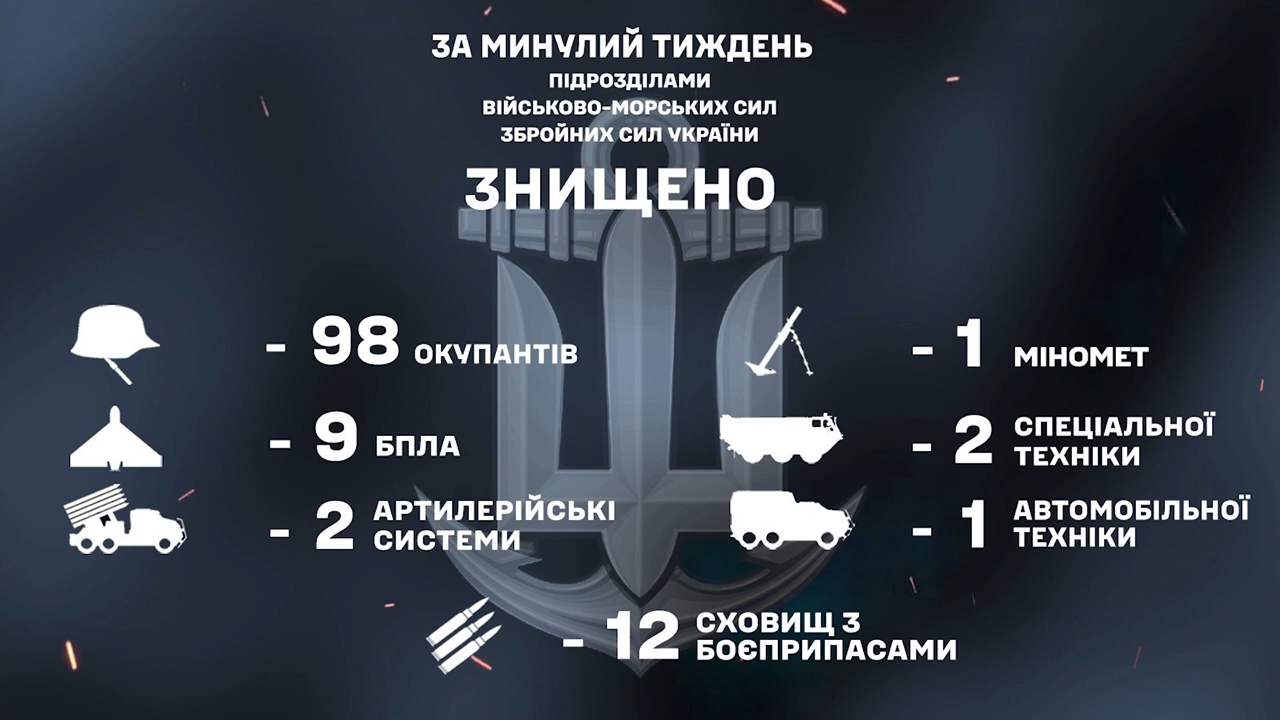 ЗА МИНУЛИЙ ТИЖДЕНЬ
ПІДРОЗДІЛАМИ
ВІЙСЬКОВО-МОРСЬКИХ СИЛ
ЗБРОЙНИХ СИЛ УКРАЇНИ
ЗНИЩЕНО
- 98 ОКУПАНТІВ
- 9 БПЛА
- 2 АРТИЛЕРІЙСЬКІ
СИСТЕМИ
- 1 МІНОМЕТ
- 2 СПЕЦІАЛЬНОЇ
ТЕХНІКИ
- 1 АВТОМОБІЛЬНОЇ
ТЕХНІКИ
- 12 СХОВИЩ З
БОЄПРИПАСАМИ